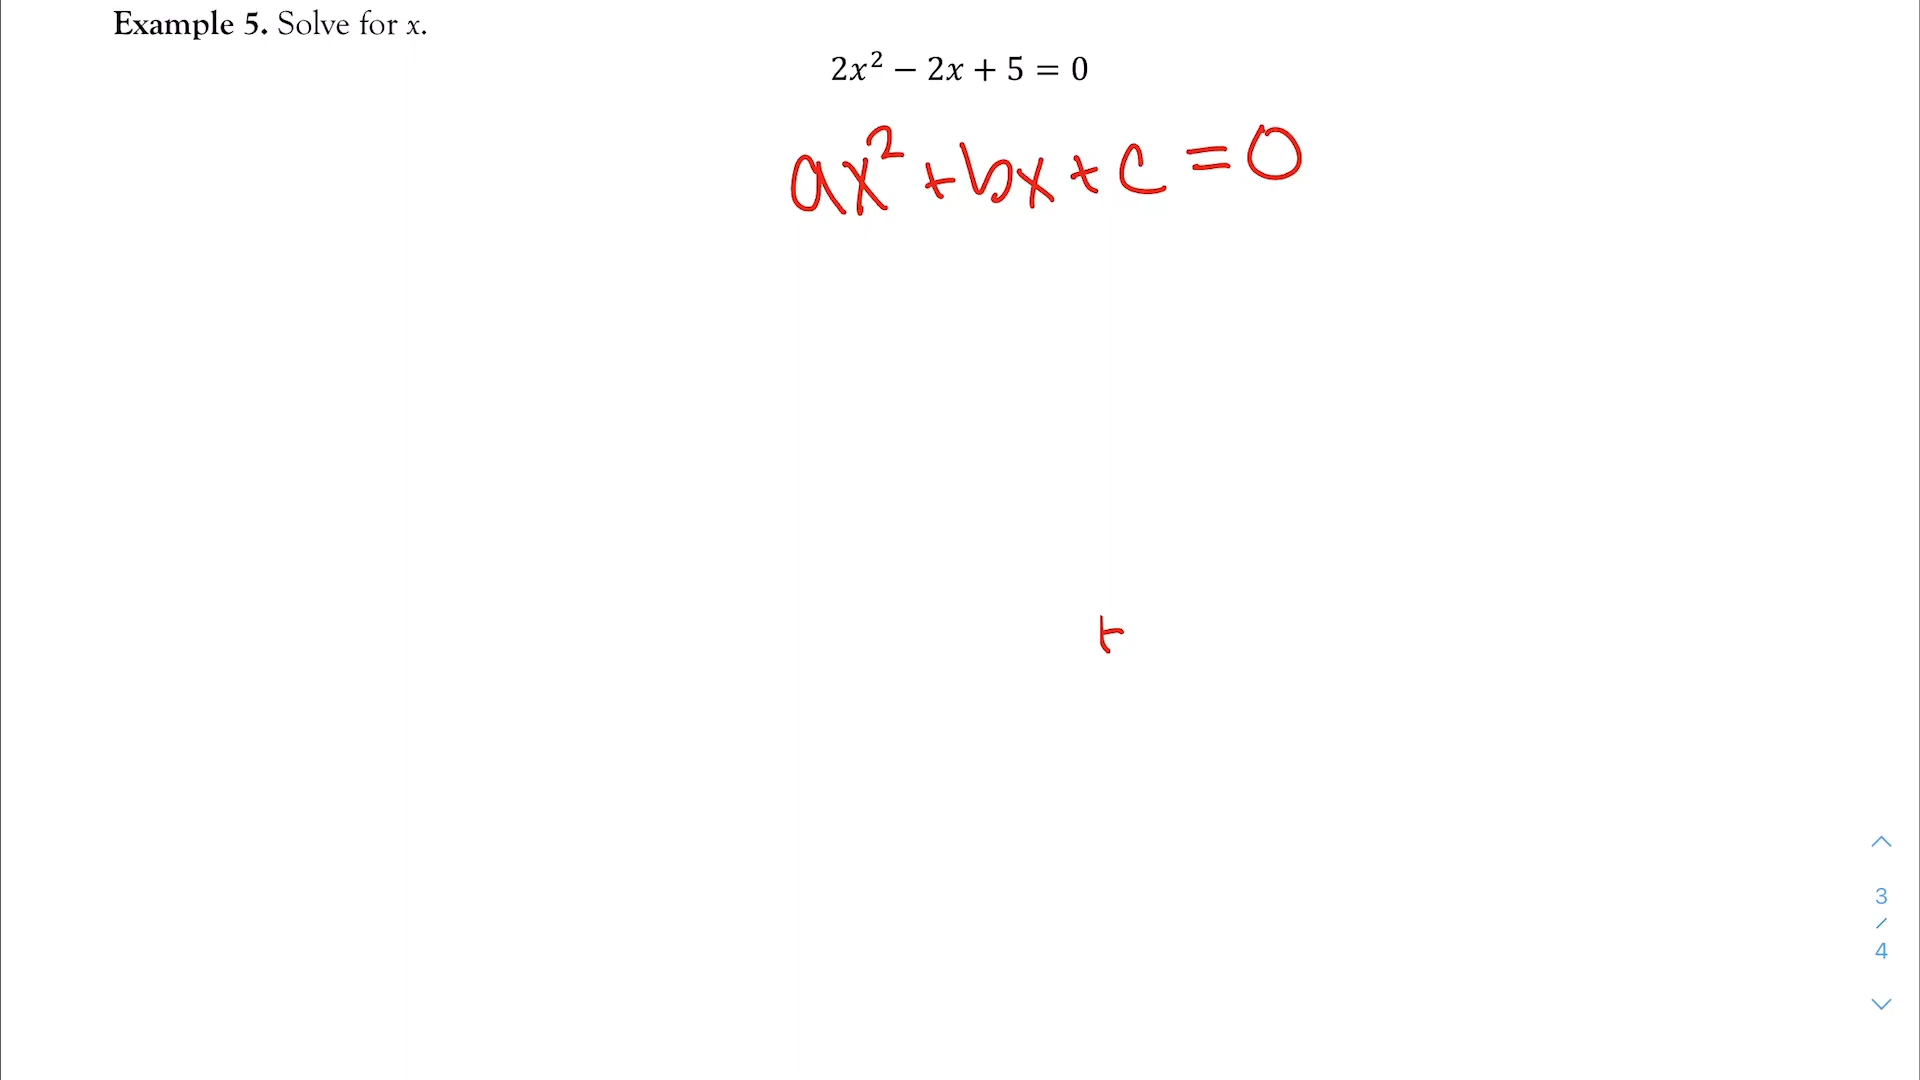 Example 5. Solve for x.
2x² − 2x + 5 = 0
ax² + bx + c = 0
3
/
4